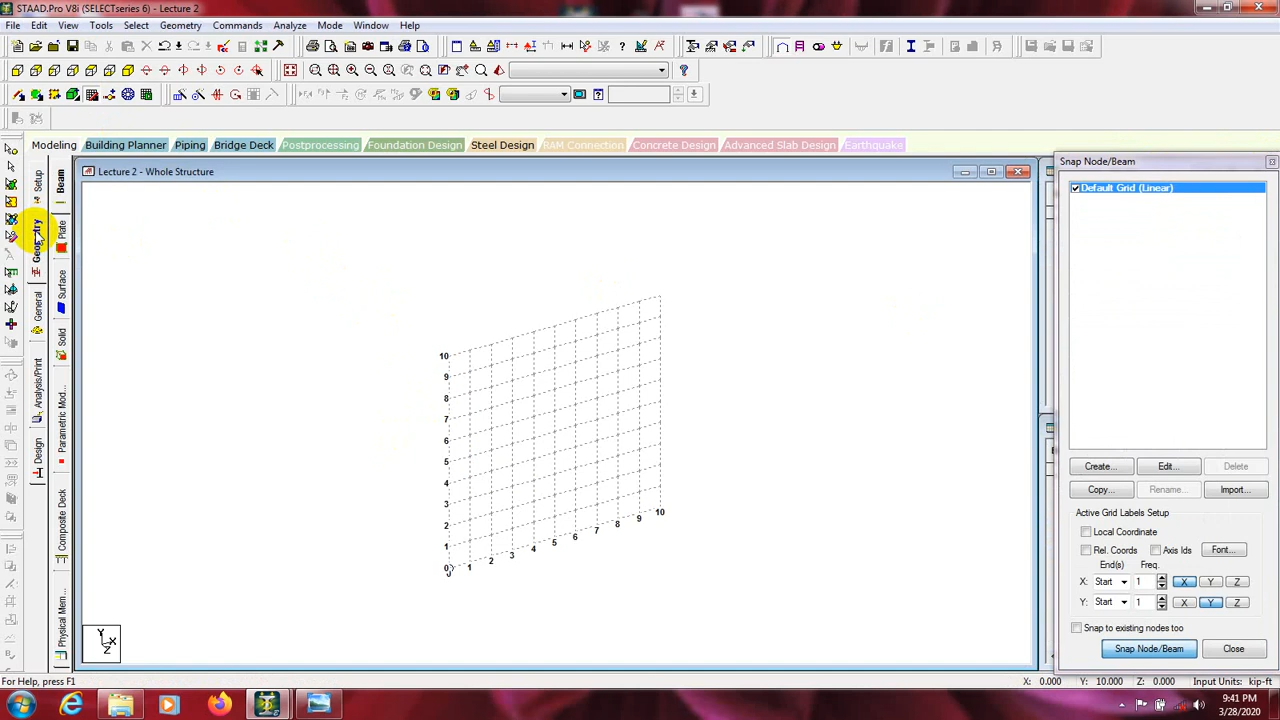 STAAD.Pro V8i (SELECTseries 6) - Lecture 2
File Edit View Tools Select Geometry Commands Analyze Mode Window Help
Modeling Building Planner Piping Bridge Deck Postprocessing Foundation Design Steel Design RAM Connection Concrete Design Advanced Slab Design Earthquake
Setup
Geometry
General
Analysis/Print
Design
Beam
Plate
Surface
Solid
Parametric Mod...
Composite Deck
Physical Mem...
Lecture 2 - Whole Structure
10
9
8
7
6
5
4
3
2
1
0
0 1 2 3 4 5 6 7 8 9 10
Y
X
Z
Snap Node/Beam
Default Grid (Linear)
Create... Edit... Delete
Copy... Rename... Import...
Active Grid Labels Setup
Local Coordinate
Rel. Coords Axis Ids Font...
End(s) Freq.
X: Start 1 X Y Z
Y: Start 1 X Y Z
Snap to existing nodes too
Snap Node/Beam Close
For Help, press F1
X: 0.000 Y: 10.000 Z: 0.000 Input Units: kip-ft
9:41 PM
3/28/2020